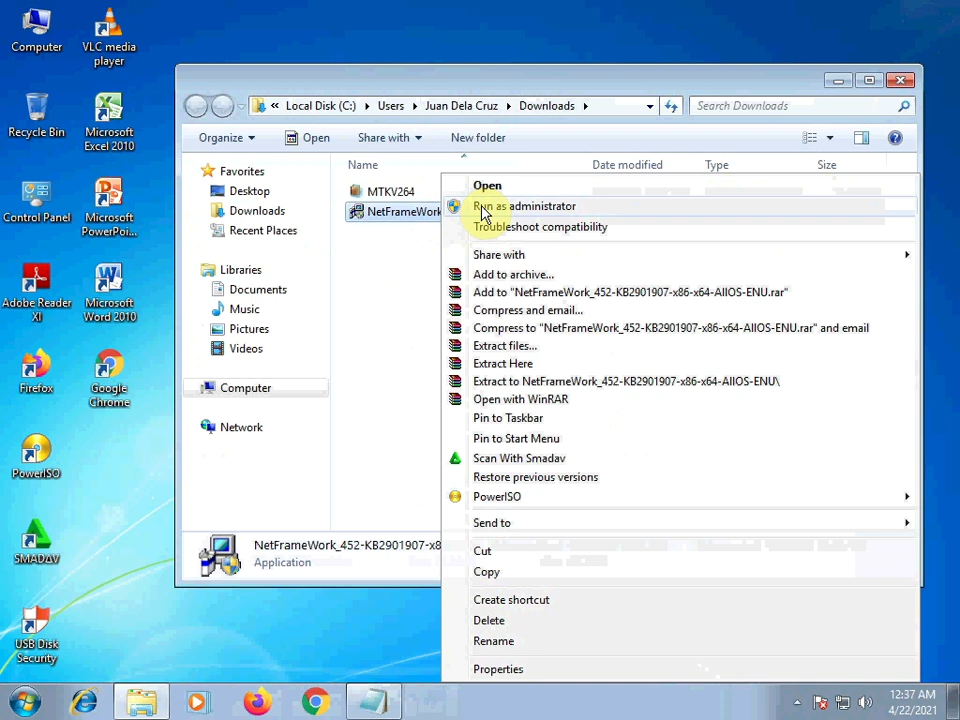 Computer
VLC media
player
Recycle Bin
Microsoft
Excel 2010
Control Panel
Microsoft
PowerPoi...
Adobe Reader
XI
Microsoft
Word 2010
Firefox
Google
Chrome
PowerISO
SMADAV
USB Disk
Security
« Local Disk (C:) Users Juan Dela Cruz Downloads
Search Downloads
Organize Open Share with New folder
Favorites
Desktop
Downloads
Recent Places
Libraries
Documents
Music
Pictures
Videos
Computer
Network
Name Date modified Type Size
MTKV264
NetFrameWork
Open
Run as administrator
Troubleshoot compatibility
Share with
Add to archive...
Add to "NetFrameWork_452-KB2901907-x86-x64-AllOS-ENU.rar"
Compress and email...
Compress to "NetFrameWork_452-KB2901907-x86-x64-AllOS-ENU.rar" and email
Extract files...
Extract Here
Extract to NetFrameWork_452-KB2901907-x86-x64-AllOS-ENU\
Open with WinRAR
Pin to Taskbar
Pin to Start Menu
Scan With Smadav
Restore previous versions
PowerISO
Send to
Cut
Copy
Create shortcut
Delete
Rename
Properties
NetFrameWork_452-KB2901907-x8
Application
12:37 AM
4/22/2021